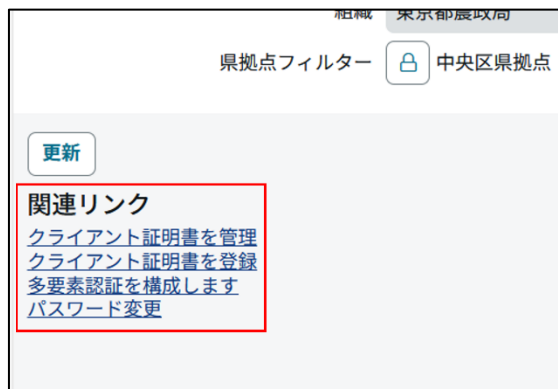 組織 東京都農政局
県拠点フィルター 中央区県拠点
更新
関連リンク
クライアント証明書を管理
クライアント証明書を登録
多要素認証を構成します
パスワード変更